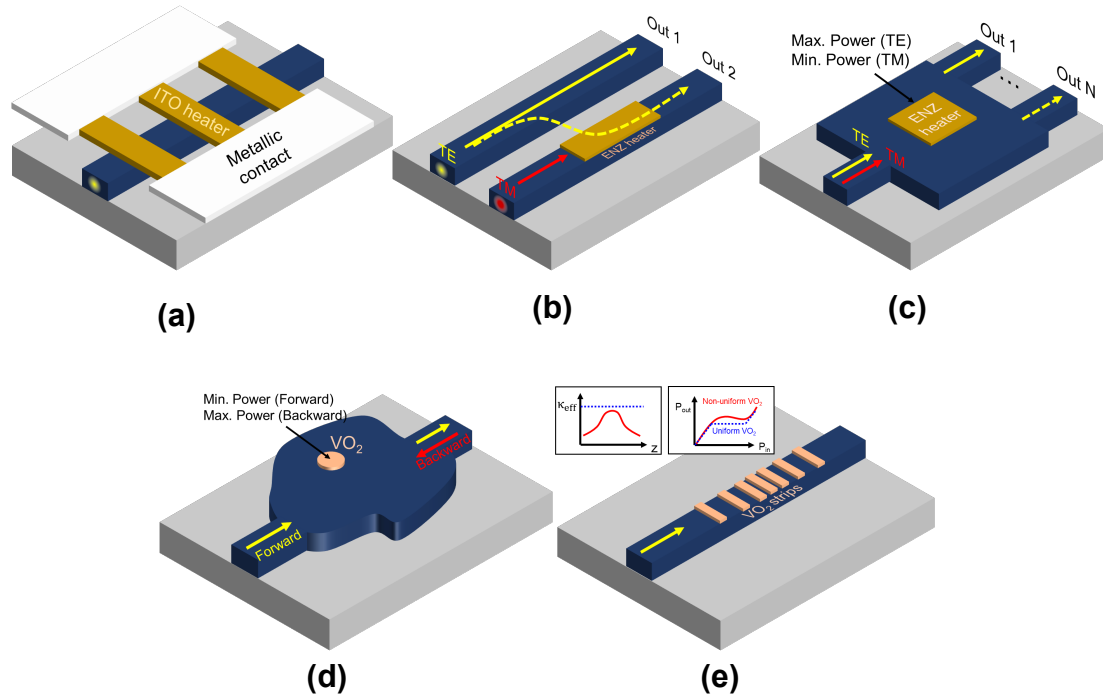 ITO heater
Metallic
contact
(a)
Out 1
Out 2
TE
TM
ENZ heater
(b)
Max. Power (TE)
Min. Power (TM)
Out 1
...
Out N
ENZ
heater
TE
TM
(c)
Min. Power (Forward)
Max. Power (Backward)
VO₂
Backward
Forward
(d)
κeff
z
Pout
Non-uniform VO₂
Uniform VO₂
Pin
VO₂ strips
(e)